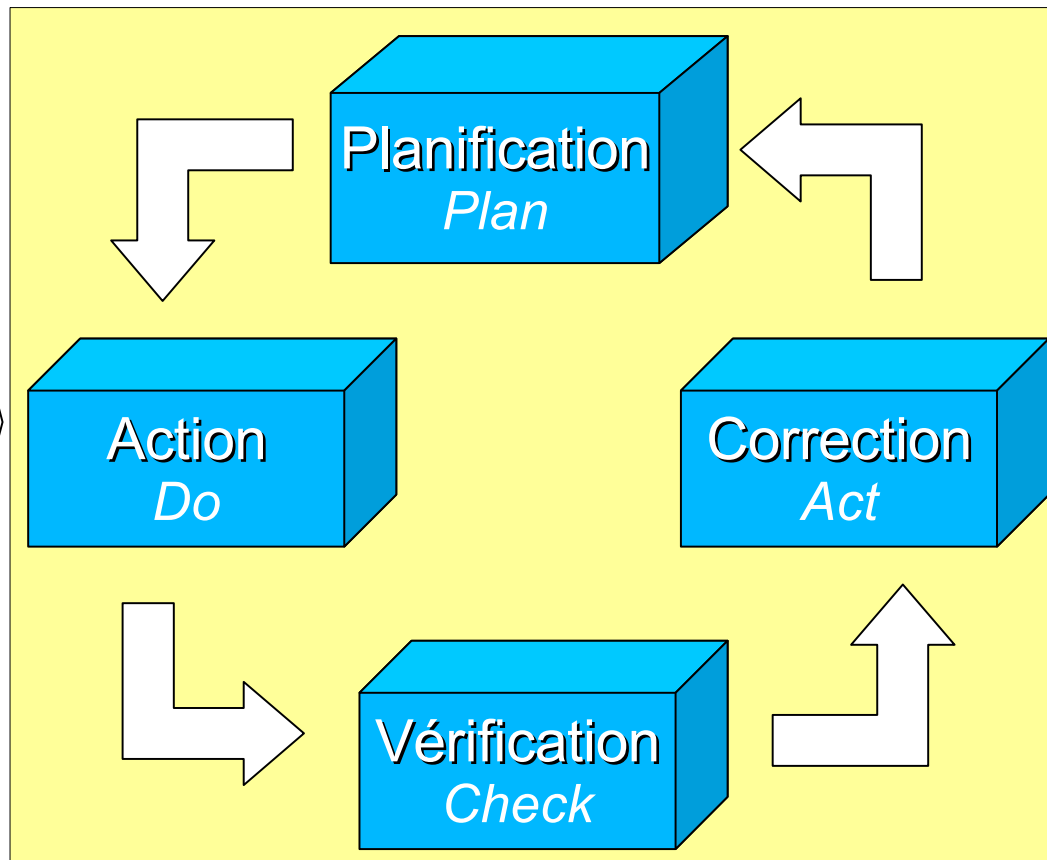 Planification
Plan
Action
Do
Correction
Act
Vérification
Check